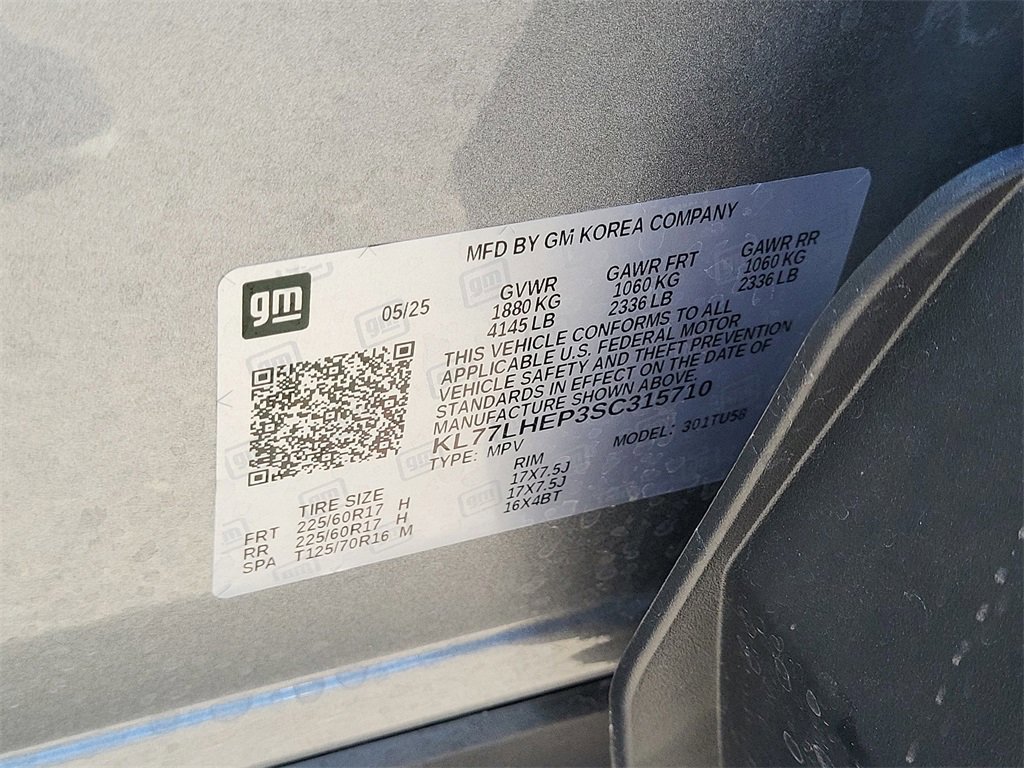 MFD BY GM KOREA COMPANY
gm
05/25
GVWR GAWR FRT GAWR RR
1880 KG 1060 KG 1060 KG
4145 LB 2336 LB 2336 LB
THIS VEHICLE CONFORMS TO ALL
APPLICABLE U.S. FEDERAL MOTOR
VEHICLE SAFETY AND THEFT PREVENTION
STANDARDS IN EFFECT ON THE DATE OF
MANUFACTURE SHOWN ABOVE.
KL77LHEP3SC315710
TYPE: MPV MODEL: 301TU58
TIRE SIZE RIM
FRT 225/60R17 H 17X7.5J
RR 225/60R17 H 17X7.5J
SPA T125/70R16 M 16X4BT